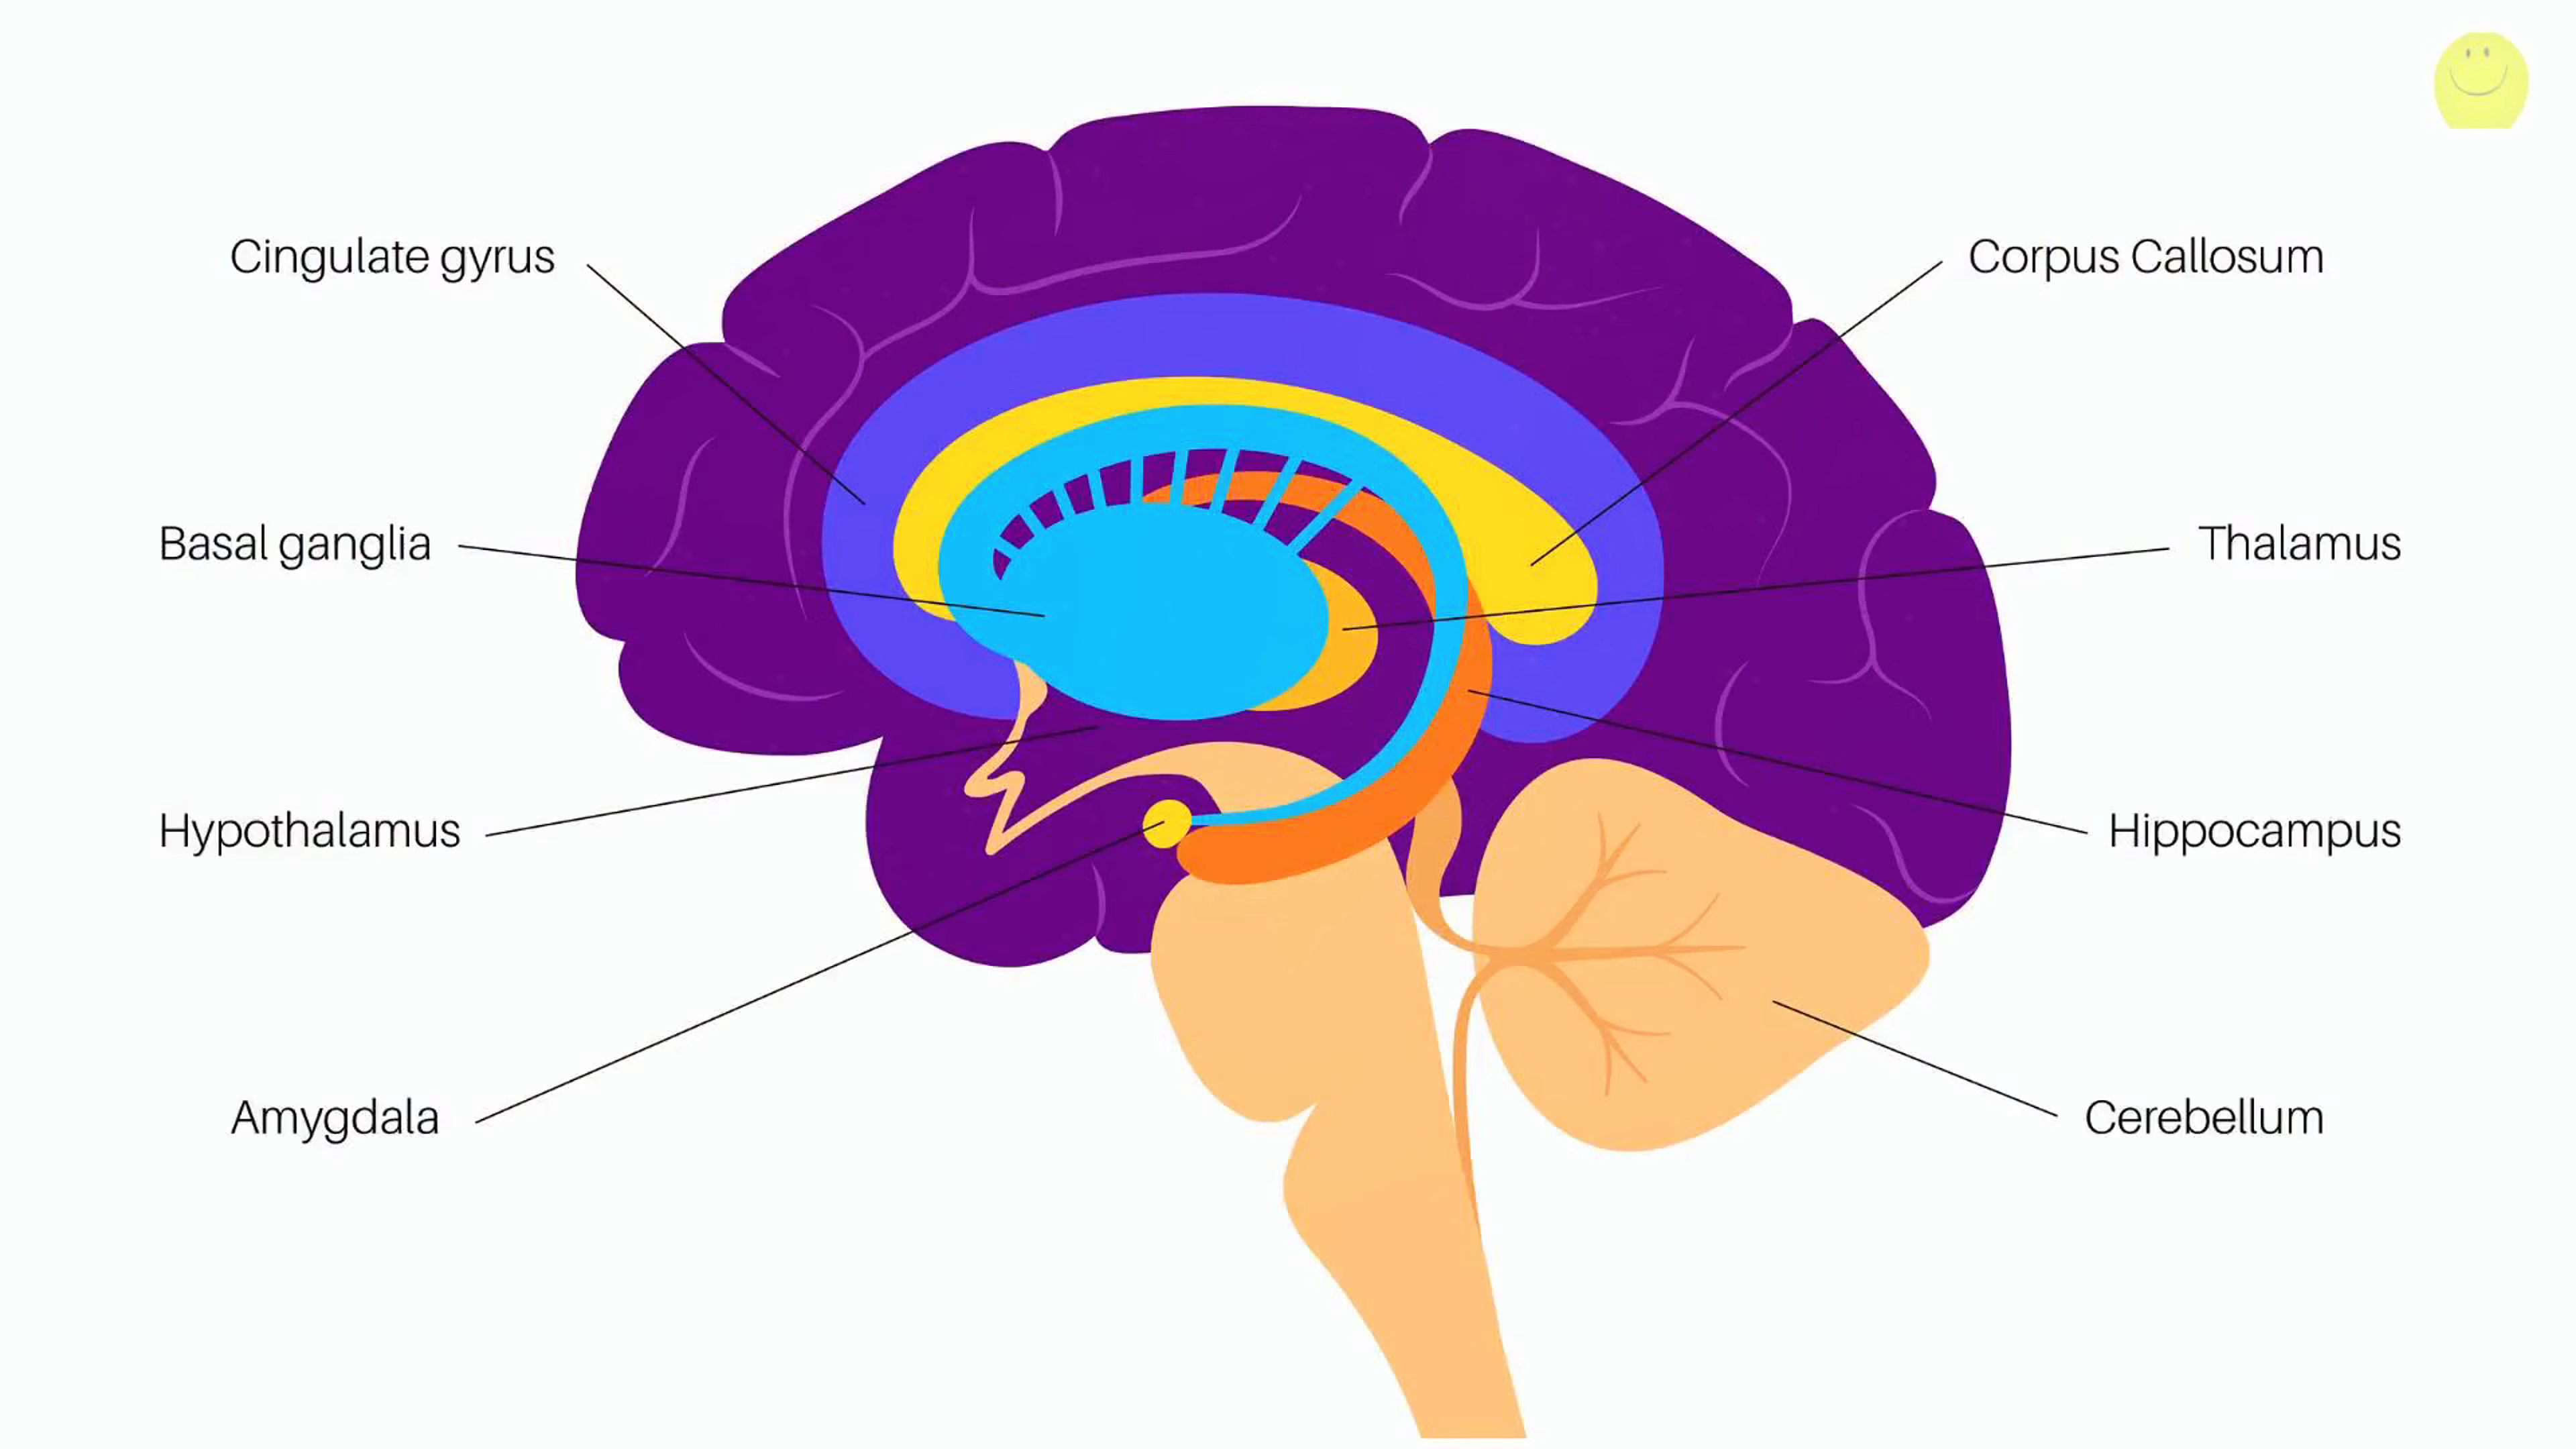 Cingulate gyrus
Corpus Callosum
Basal ganglia
Thalamus
Hypothalamus
Hippocampus
Amygdala
Cerebellum